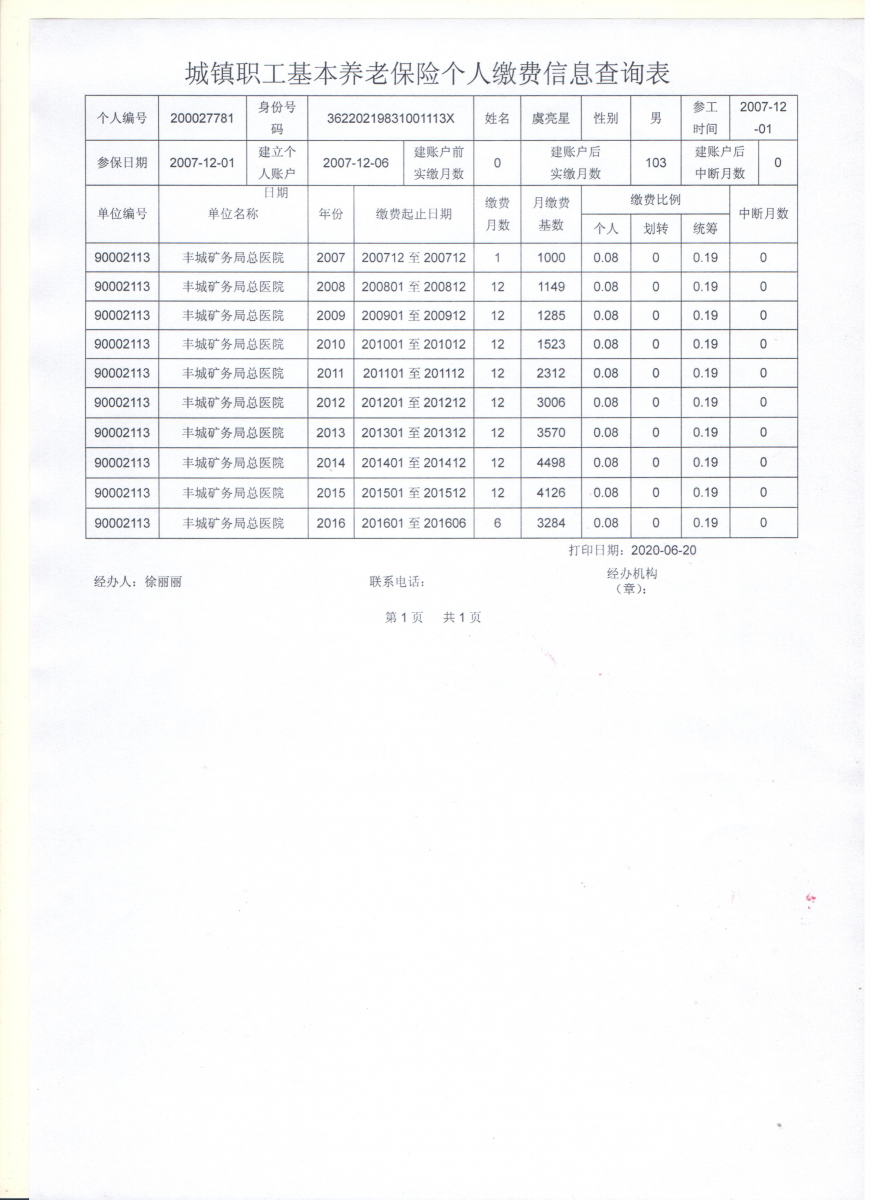 城镇职工基本养老保险个人缴费信息查询表
个人编号 200027781 身份号码 36220219831001113X 姓名 虞亮星 性别 男 参工时间 2007-12-01
参保日期 2007-12-01 建立个人账户日期 2007-12-06 建账户前实缴月数 0 建账户后实缴月数 103 建账户后中断月数 0
单位编号 单位名称 年份 缴费起止日期 缴费月数 月缴费基数 缴费比例 中断月数
个人 划转 统筹
90002113 丰城矿务局总医院 2007 200712 至 200712 1 1000 0.08 0 0.19 0
90002113 丰城矿务局总医院 2008 200801 至 200812 12 1149 0.08 0 0.19 0
90002113 丰城矿务局总医院 2009 200901 至 200912 12 1285 0.08 0 0.19 0
90002113 丰城矿务局总医院 2010 201001 至 201012 12 1523 0.08 0 0.19 0
90002113 丰城矿务局总医院 2011 201101 至 201112 12 2312 0.08 0 0.19 0
90002113 丰城矿务局总医院 2012 201201 至 201212 12 3006 0.08 0 0.19 0
90002113 丰城矿务局总医院 2013 201301 至 201312 12 3570 0.08 0 0.19 0
90002113 丰城矿务局总医院 2014 201401 至 201412 12 4498 0.08 0 0.19 0
90002113 丰城矿务局总医院 2015 201501 至 201512 12 4126 0.08 0 0.19 0
90002113 丰城矿务局总医院 2016 201601 至 201606 6 3284 0.08 0 0.19 0
打印日期：2020-06-20
经办人：徐丽丽 联系电话： 经办机构（章）：
第 1 页 共 1 页